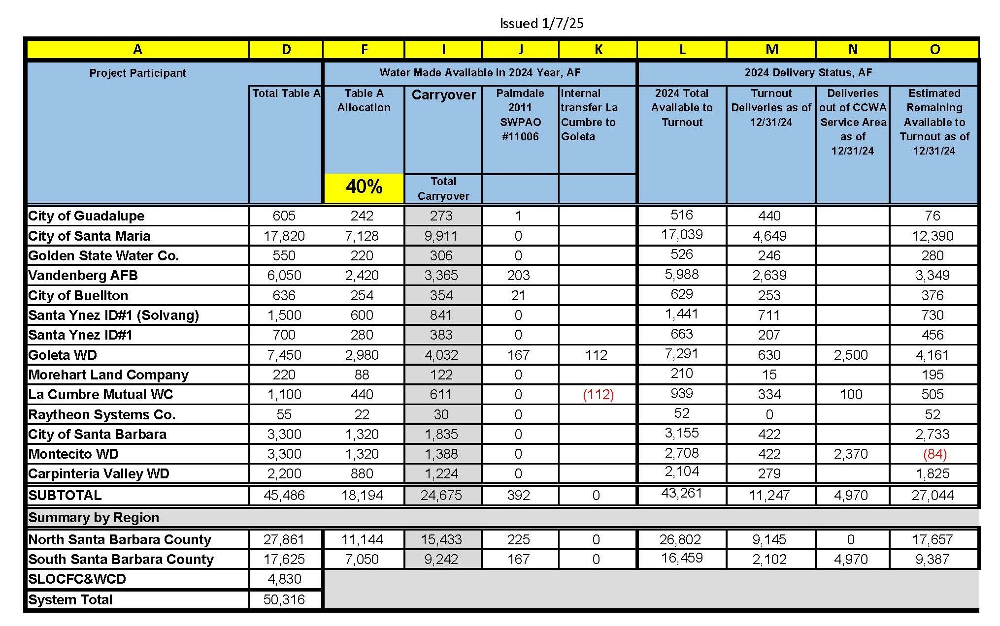 Issued 1/7/25
A D F I J K L M N O
Project Participant Water Made Available in 2024 Year, AF 2024 Delivery Status, AF
Total Table A Table A Carryover Palmdale Internal 2024 Total Turnout Deliveries Estimated
Allocation 2011 transfer La Available to Deliveries as of out of CCWA Remaining
SWPAO Cumbre to Turnout 12/31/24 Service Area Available to
#11006 Goleta as of Turnout as of
12/31/24 12/31/24
40% Total
Carryover
City of Guadalupe 605 242 273 1 516 440 76
City of Santa Maria 17,820 7,128 9,911 0 17,039 4,649 12,390
Golden State Water Co. 550 220 306 0 526 246 280
Vandenberg AFB 6,050 2,420 3,365 203 5,988 2,639 3,349
City of Buellton 636 254 354 21 629 253 376
Santa Ynez ID#1 (Solvang) 1,500 600 841 0 1,441 711 730
Santa Ynez ID#1 700 280 383 0 663 207 456
Goleta WD 7,450 2,980 4,032 167 112 7,291 630 2,500 4,161
Morehart Land Company 220 88 122 0 210 15 195
La Cumbre Mutual WC 1,100 440 611 0 (112) 939 334 100 505
Raytheon Systems Co. 55 22 30 0 52 0 52
City of Santa Barbara 3,300 1,320 1,835 0 3,155 422 2,733
Montecito WD 3,300 1,320 1,388 0 2,708 422 2,370 (84)
Carpinteria Valley WD 2,200 880 1,224 0 2,104 279 1,825
SUBTOTAL 45,486 18,194 24,675 392 0 43,261 11,247 4,970 27,044
Summary by Region
North Santa Barbara County 27,861 11,144 15,433 225 0 26,802 9,145 0 17,657
South Santa Barbara County 17,625 7,050 9,242 167 0 16,459 2,102 4,970 9,387
SLOCFC&WCD 4,830
System Total 50,316